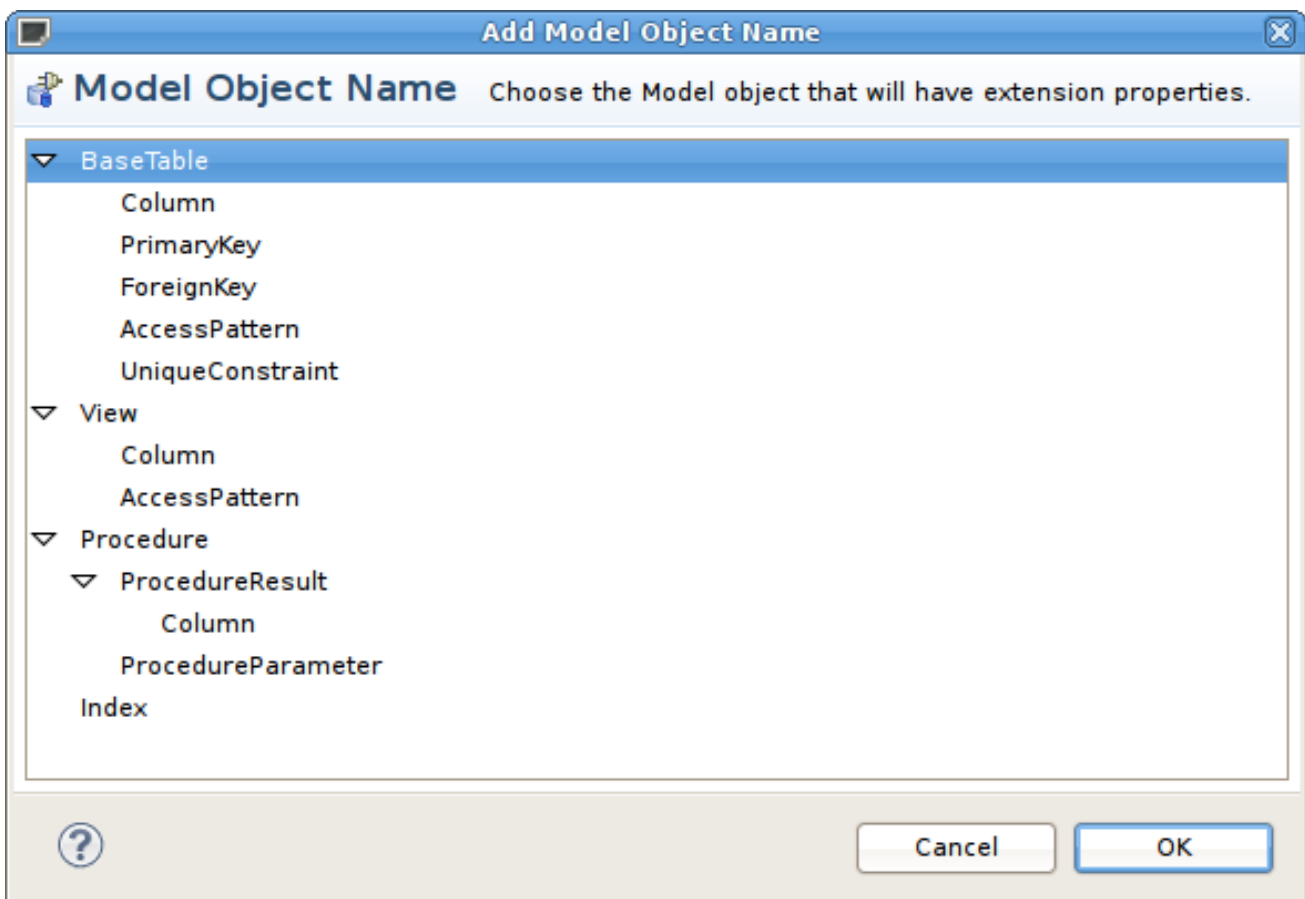 Add Model Object Name
Model Object Name Choose the Model object that will have extension properties.
BaseTable
Column
PrimaryKey
ForeignKey
AccessPattern
UniqueConstraint
View
Column
AccessPattern
Procedure
ProcedureResult
Column
ProcedureParameter
Index
? Cancel OK